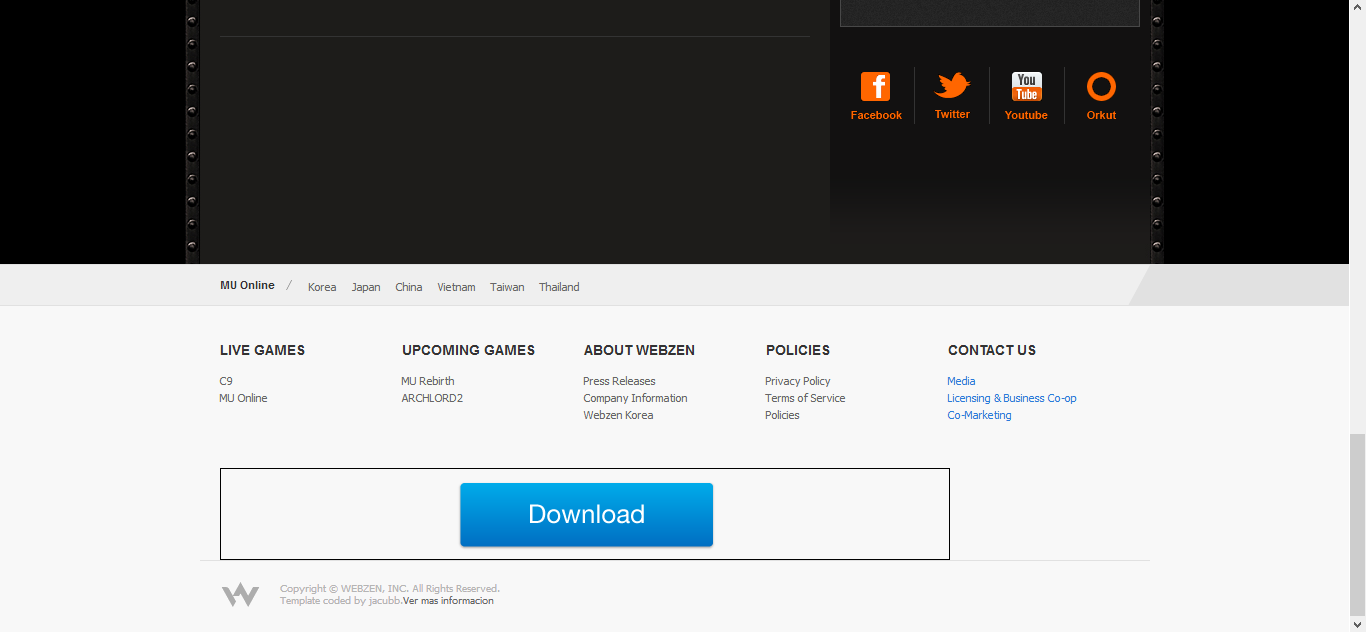 Facebook
Twitter
You
Tube
Youtube
Orkut
MU Online / Korea Japan China Vietnam Taiwan Thailand
LIVE GAMES
C9
MU Online
UPCOMING GAMES
MU Rebirth
ARCHLORD2
ABOUT WEBZEN
Press Releases
Company Information
Webzen Korea
POLICIES
Privacy Policy
Terms of Service
Policies
CONTACT US
Media
Licensing & Business Co-op
Co-Marketing
Download
Copyright © WEBZEN, INC. All Rights Reserved.
Template coded by jacubb.Ver mas informacion